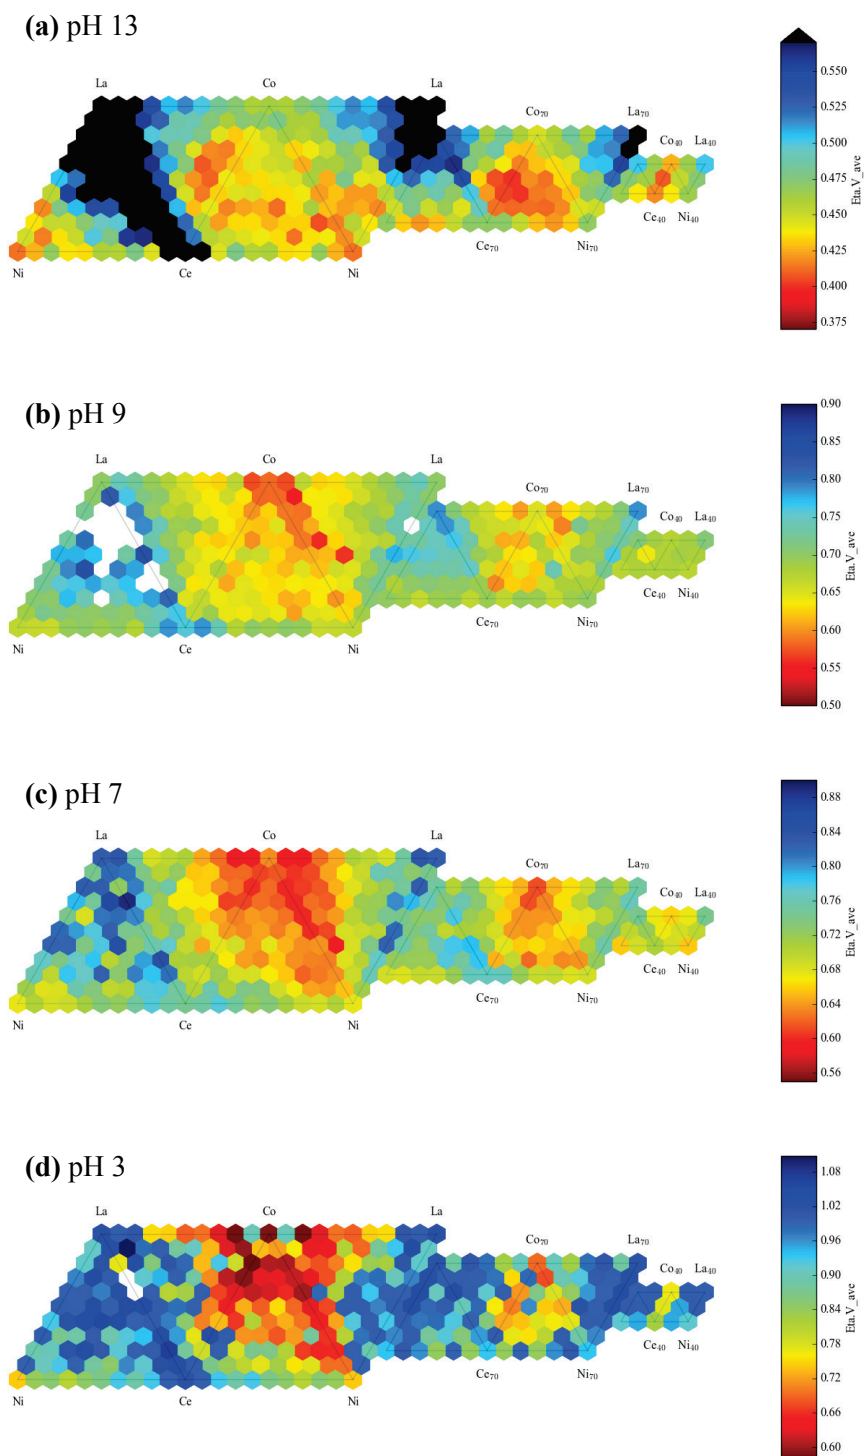 (a) pH 13
La Co La
Co₇₀ La₇₀
Co₄₀ La₄₀
Ce₄₀ Ni₄₀
Ce₇₀ Ni₇₀
Ni Ce Ni
0.550
0.525
0.500
0.475
0.450
0.425
0.400
0.375
Eta.V_ave
(b) pH 9
La Co La
Co₇₀ La₇₀
Co₄₀ La₄₀
Ce₄₀ Ni₄₀
Ce₇₀ Ni₇₀
Ni Ce Ni
0.90
0.85
0.80
0.75
0.70
0.65
0.60
0.55
0.50
Eta.V_ave
(c) pH 7
La Co La
Co₇₀ La₇₀
Co₄₀ La₄₀
Ce₄₀ Ni₄₀
Ce₇₀ Ni₇₀
Ni Ce Ni
0.88
0.84
0.80
0.76
0.72
0.68
0.64
0.60
0.56
Eta.V_ave
(d) pH 3
La Co La
Co₇₀ La₇₀
Co₄₀ La₄₀
Ce₄₀ Ni₄₀
Ce₇₀ Ni₇₀
Ni Ce Ni
1.08
1.02
0.96
0.90
0.84
0.78
0.72
0.66
0.60
Eta.V_ave